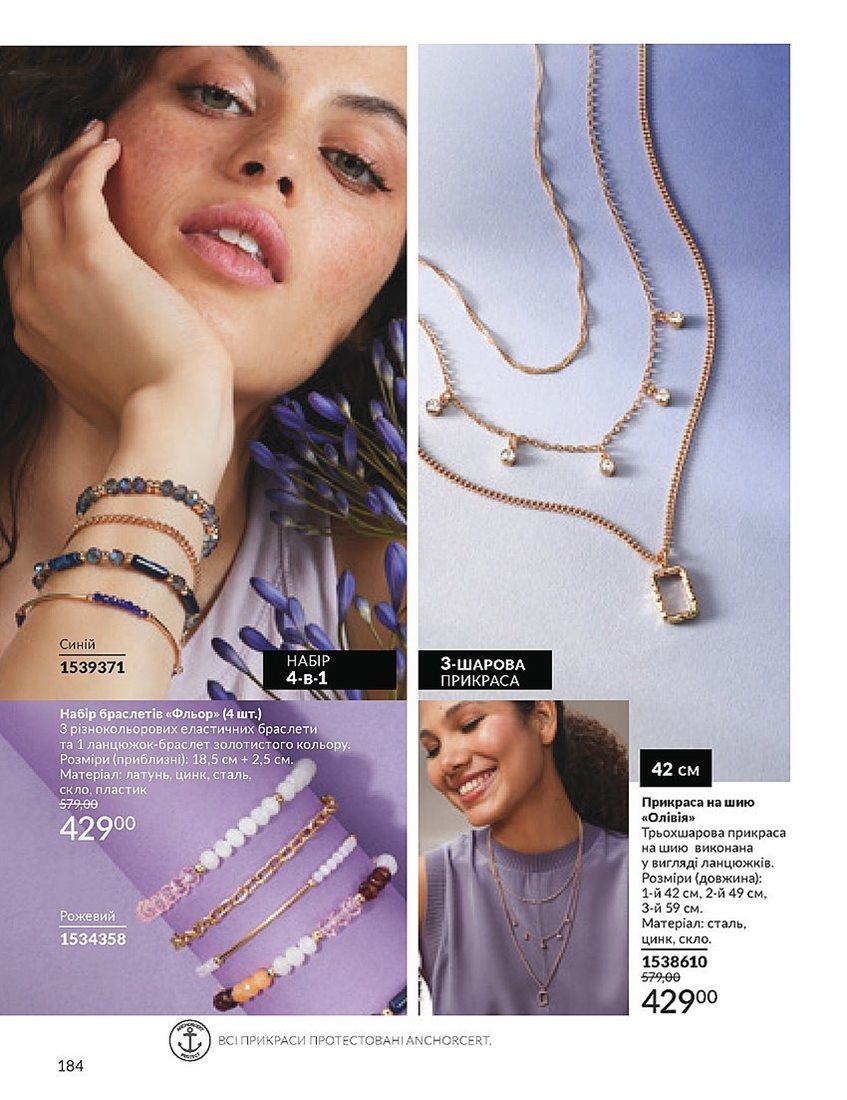 Синій
1539371
НАБІР
4-в-1
3-ШАРОВА
ПРИКРАСА
Набір браслетів «Фльор» (4 шт.)
3 різнокольорових еластичних браслети
та 1 ланцюжок-браслет золотистого кольору.
Розміри (приблизні): 18,5 см + 2,5 см.
Матеріал: латунь, цинк, сталь,
скло, пластик
579,00
429⁰⁰
Рожевий
1534358
42 см
Прикраса на шию
«Олівія»
Трьохшарова прикраса
на шию виконана
у вигляді ланцюжків.
Розміри (довжина):
1-й 42 см, 2-й 49 см,
3-й 59 см.
Матеріал: сталь,
цинк, скло.
1538610
579,00
429⁰⁰
ANCHORCERT
PROTECT
ВСІ ПРИКРАСИ ПРОТЕСТОВАНІ ANCHORCERT.
184